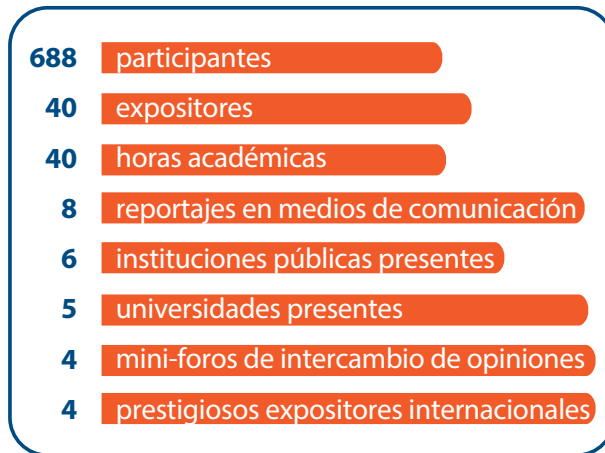 688 participantes
40 expositores
40 horas académicas
8 reportajes en medios de comunicación
6 instituciones públicas presentes
5 universidades presentes
4 mini-foros de intercambio de opiniones
4 prestigiosos expositores internacionales